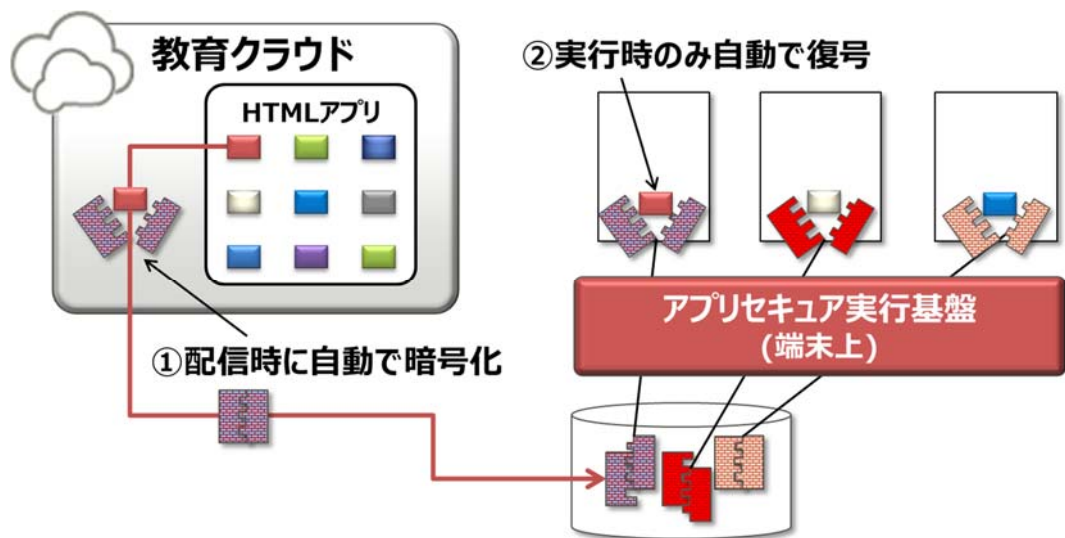 教育クラウド
HTMLアプリ
①配信時に自動で暗号化
②実行時のみ自動で復号
アプリセキュア実行基盤
(端末上)